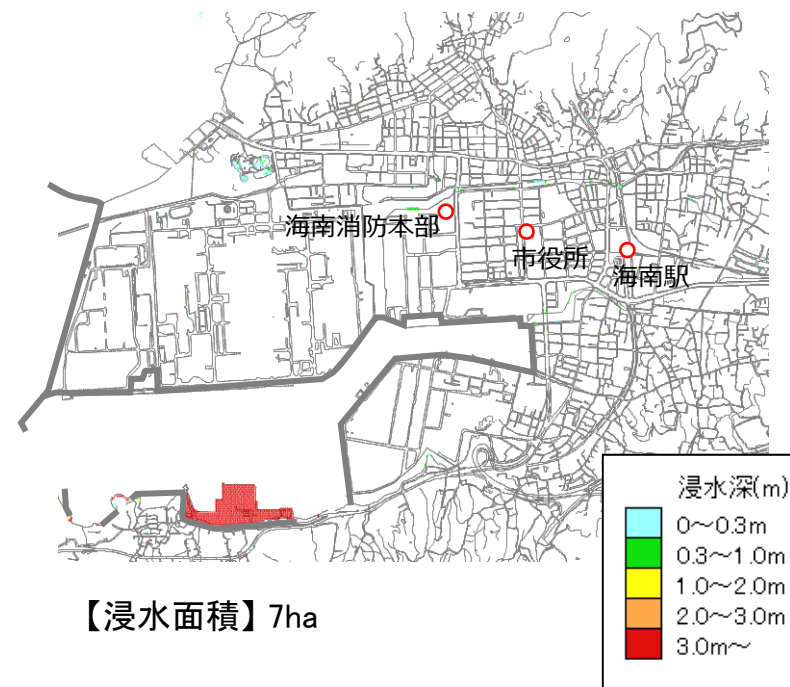 海南消防本部
市役所
海南駅
浸水深(m)
0～0.3m
0.3～1.0m
1.0～2.0m
2.0～3.0m
3.0m～
【浸水面積】7ha